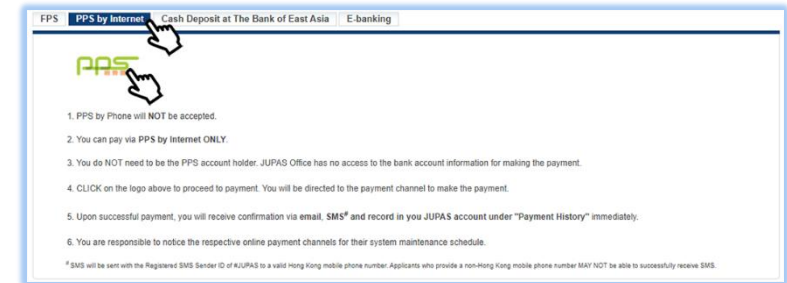 FPS PPS by Internet Cash Deposit at The Bank of East Asia E-banking
PPS
1. PPS by Phone will NOT be accepted.
2. You can pay via PPS by Internet ONLY.
3. You do NOT need to be the PPS account holder. JUPAS Office has no access to the bank account information for making the payment.
4. CLICK on the logo above to proceed to payment. You will be directed to the payment channel to make the payment.
5. Upon successful payment, you will receive confirmation via email, SMS# and record in you JUPAS account under "Payment History" immediately.
6. You are responsible to notice the respective online payment channels for their system maintenance schedule.
# SMS will be sent with the Registered SMS Sender ID of #JUPAS to a valid Hong Kong mobile phone number. Applicants who provide a non-Hong Kong mobile phone number MAY NOT be able to successfully receive SMS.